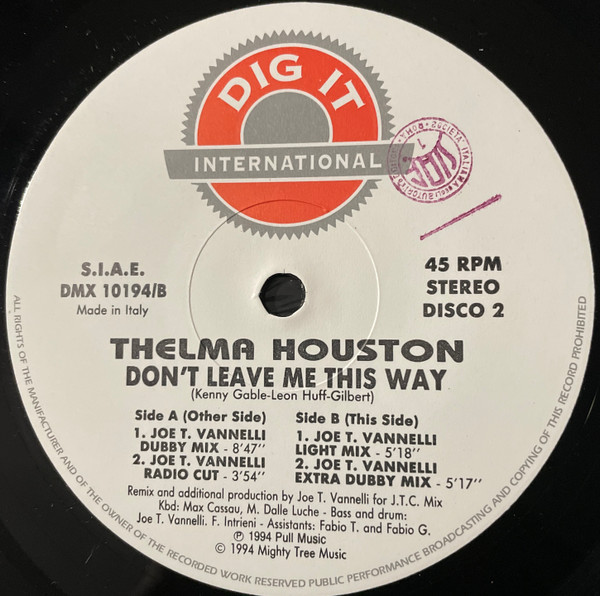 DIG IT
INTERNATIONAL
S.I.A.E.
DMX 10194/B
Made in Italy
45 RPM
STEREO
DISCO 2
THELMA HOUSTON
DON'T LEAVE ME THIS WAY
(Kenny Gable-Leon Huff-Gilbert)
Side A (Other Side)
1. JOE T. VANNELLI
DUBBY MIX - 8'47"
2. JOE T. VANNELLI
RADIO CUT - 3'54"
Side B (This Side)
1. JOE T. VANNELLI
LIGHT MIX - 5'18"
2. JOE T. VANNELLI
EXTRA DUBBY MIX - 5'17"
Remix and additional production by Joe T. Vannelli for J.T.C. Mix
Kbd: Max Cassau, M. Dalle Luche - Bass and drum:
Joe T. Vannelli. F. Intrieni - Assistants: Fabio T. and Fabio G.
℗ 1994 Pull Music
© 1994 Mighty Tree Music
ALL RIGHTS OF THE MANUFACTURER AND OF THE OWNER OF THE RECORDED WORK RESERVED PUBLIC PERFORMANCE BROADCASTING AND COPYING OF THIS RECORD PROHIBITED
SOCIETÀ ITALIANA
ROMA